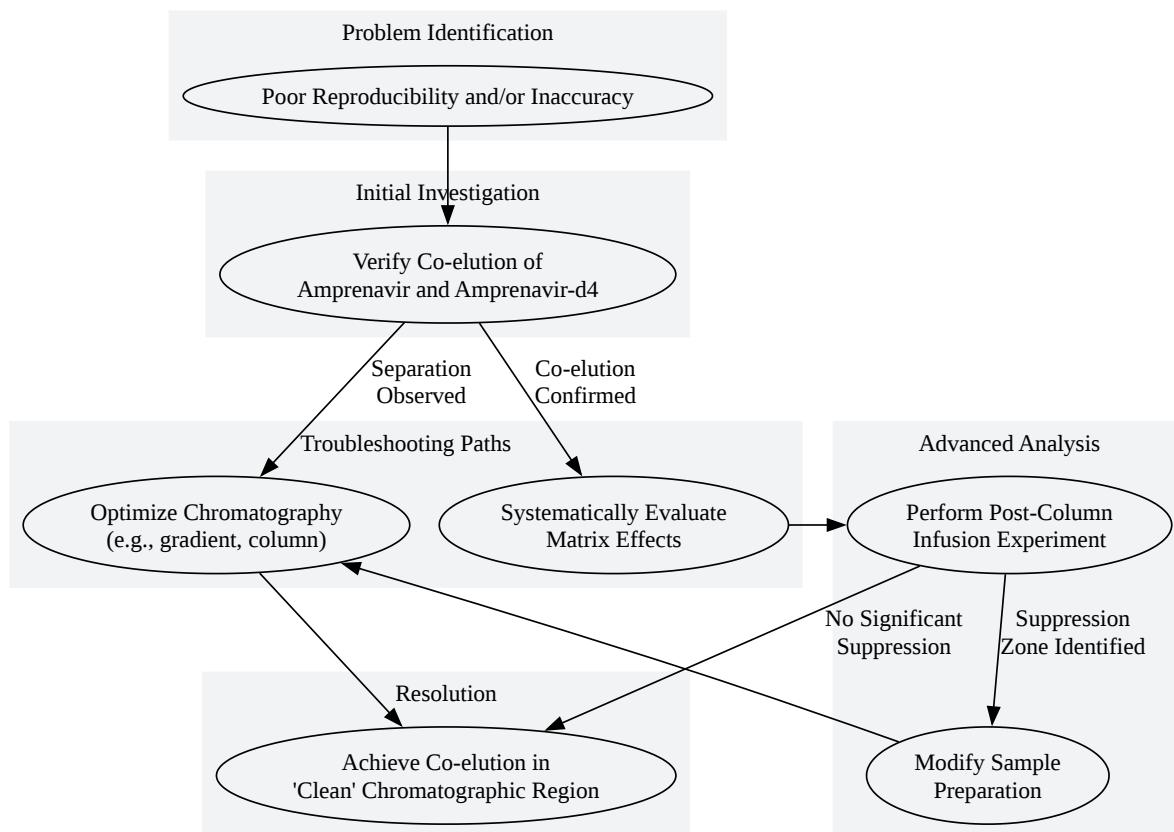 Problem Identification
Poor Reproducibility and/or Inaccuracy
Initial Investigation
Verify Co-elution of
Amprenavir and Amprenavir-d4
Separation
Observed
Co-elution
Confirmed
Troubleshooting Paths
Advanced Analysis
Optimize Chromatography
(e.g., gradient, column)
Systematically Evaluate
Matrix Effects
Perform Post-Column
Infusion Experiment
No Significant
Suppression
Suppression
Zone Identified
Resolution
Achieve Co-elution in
'Clean' Chromatographic Region
Modify Sample
Preparation